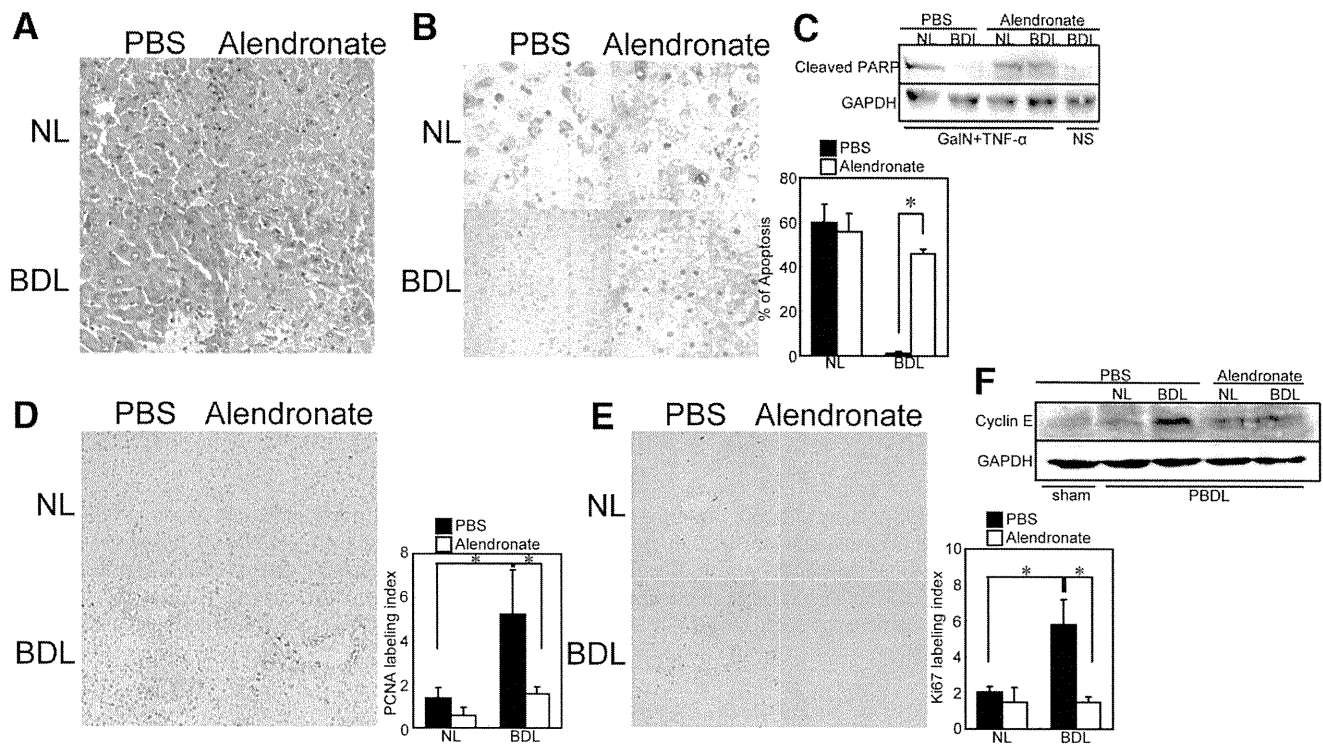 A
PBS Alendronate
NL
BDL
B
PBS Alendronate
NL
BDL
PBS
Alendronate
% of Apoptosis
80
60
40
20
0
NL BDL
*
C
PBS Alendronate
NL BDL NL BDL BDL
Cleaved PARP
GAPDH
GalN+TNF-α NS
D
PBS Alendronate
NL
BDL
PBS
Alendronate
PCNA labeling index
8
6
4
2
0
NL BDL
* *
E
PBS Alendronate
NL
BDL
PBS
Alendronate
Ki67 labeling index
10
8
6
4
2
0
NL BDL
* *
F
PBS Alendronate
NL BDL NL BDL
Cyclin E
GAPDH
sham PBDL